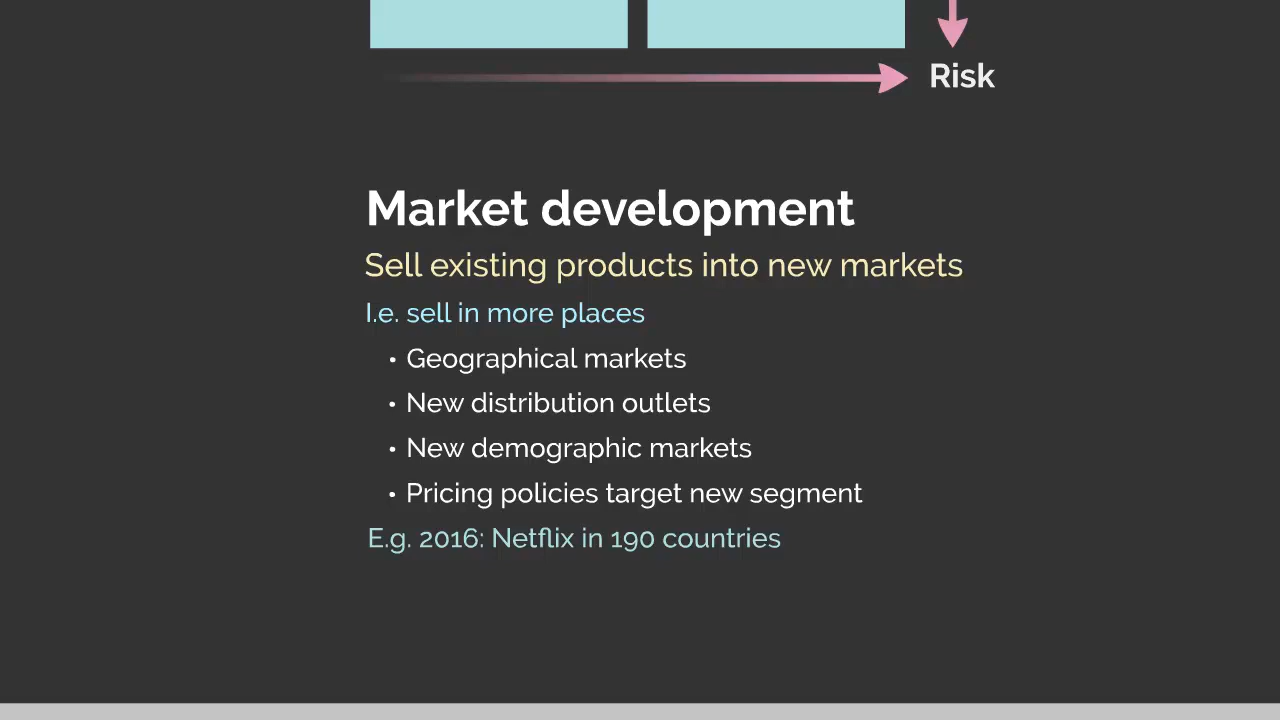 Risk
Market development
Sell existing products into new markets
I.e. sell in more places
• Geographical markets
• New distribution outlets
• New demographic markets
• Pricing policies target new segment
E.g. 2016: Netflix in 190 countries